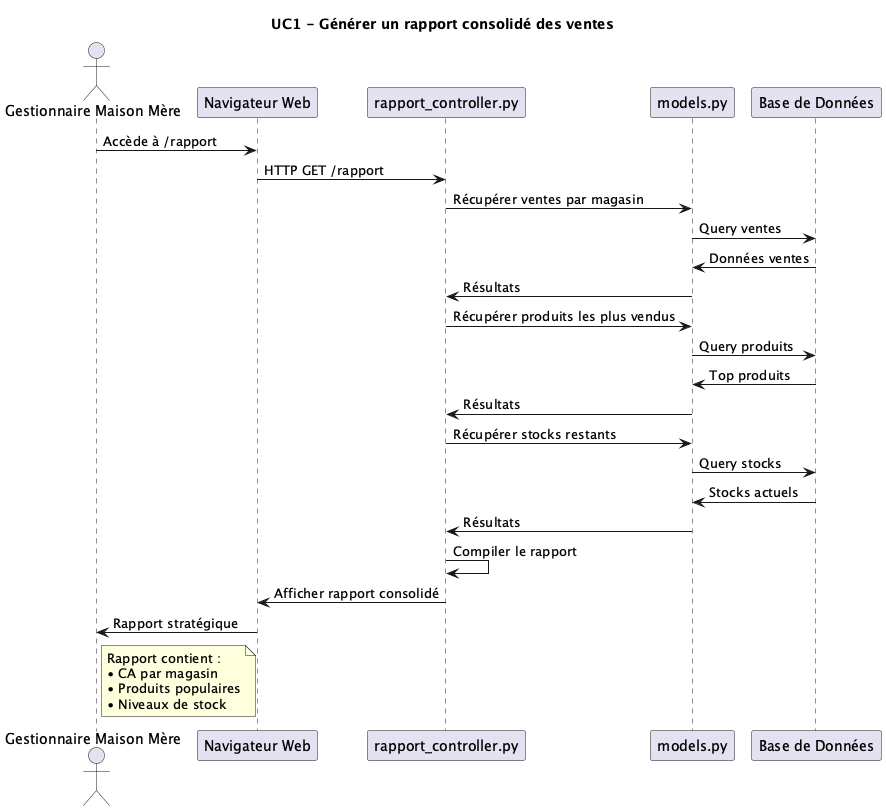 UC1 - Générer un rapport consolidé des ventes
Gestionnaire Maison Mère
Navigateur Web
rapport_controller.py
models.py
Base de Données
Accède à /rapport
HTTP GET /rapport
Récupérer ventes par magasin
Query ventes
Données ventes
Résultats
Récupérer produits les plus vendus
Query produits
Top produits
Résultats
Récupérer stocks restants
Query stocks
Stocks actuels
Résultats
Compiler le rapport
Afficher rapport consolidé
Rapport stratégique
Rapport contient :
• CA par magasin
• Produits populaires
• Niveaux de stock
Gestionnaire Maison Mère
Navigateur Web
rapport_controller.py
models.py
Base de Données